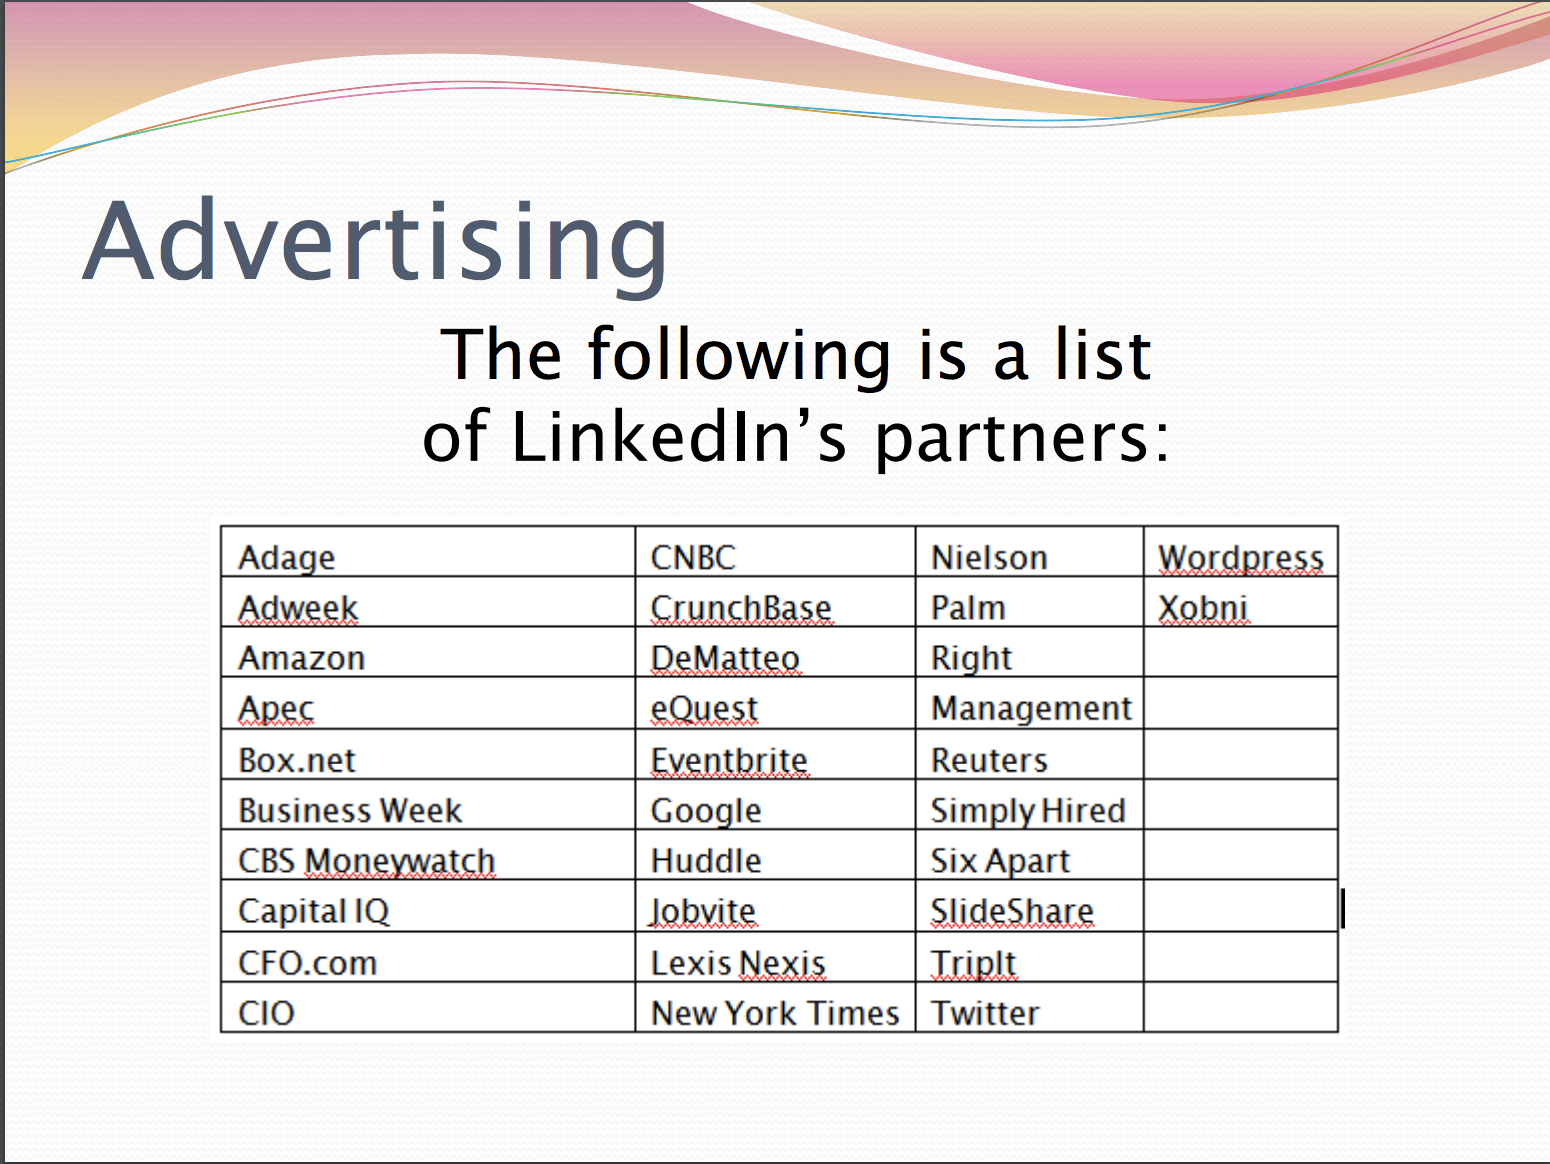 Advertising
The following is a list
of LinkedIn’s partners:
Adage CNBC Nielson Wordpress
Adweek CrunchBase Palm Xobni
Amazon DeMatteo Right
Apec eQuest Management
Box.net Eventbrite Reuters
Business Week Google Simply Hired
CBS Moneywatch Huddle Six Apart
Capital IQ Jobvite SlideShare
CFO.com Lexis Nexis TripIt
CIO New York Times Twitter